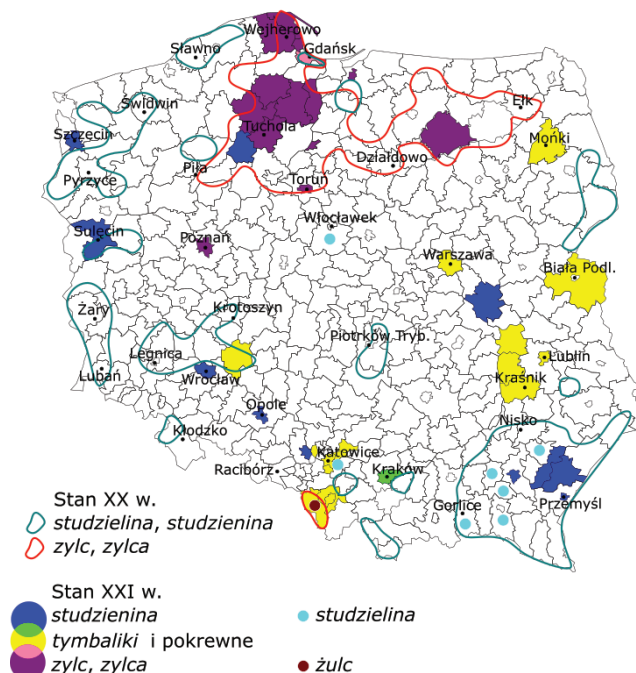 Wejherowo
Sławno
Gdańsk
Świdwin
Ełk
Szczecin
Tuchola
Mońki
Piła
Działdowo
Pyrzyce
Toruń
Włocławek
Sulęcin
Poznań
Warszawa
Biała Podl.
Żary
Krotoszyn
Piotrków Tryb.
Legnica
Lublin
Lubań
Wrocław
Kraśnik
Opole
Nisko
Kłodzko
Katowice
Racibórz
Kraków
Przemyśl
Gorlice
Stan XX w.
studzielina, studzienina
zylc, zylca
Stan XXI w.
studzienina
studzielina
tymbaliki i pokrewne
zylc, zylca
żulc